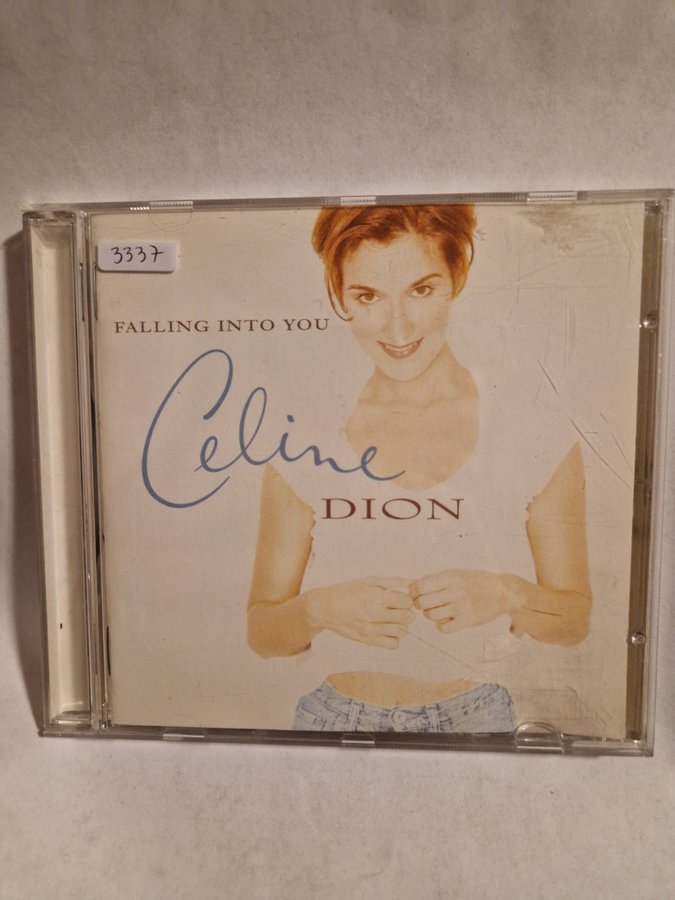 3337
FALLING INTO YOU
Celine
DION